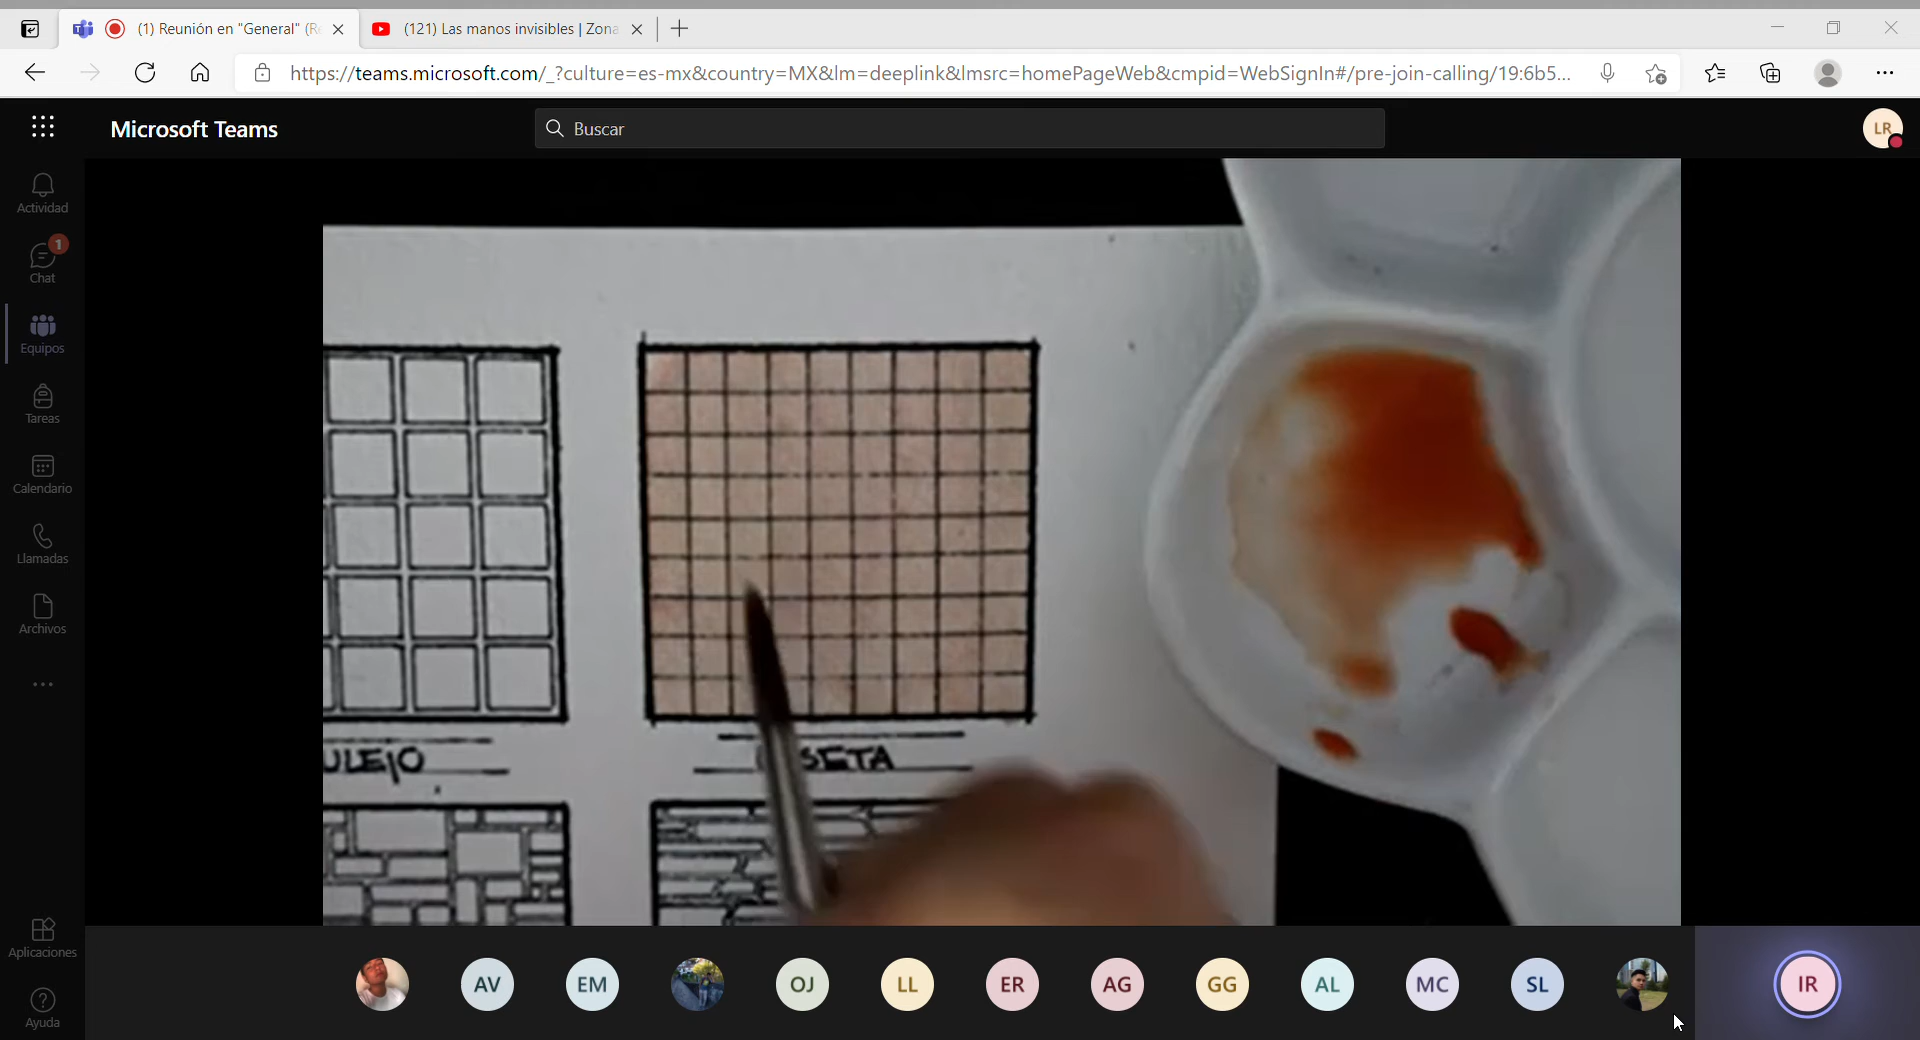 (1) Reunión en "General" (Re
(121) Las manos invisibles | Zona
https://teams.microsoft.com/_?culture=es-mx&country=MX&lm=deeplink&lmsrc=homePageWeb&cmpid=WebSignIn#/pre-join-calling/19:6b5...
Microsoft Teams
Buscar
LR
Actividad
1
Chat
Equipos
Tareas
Calendario
Llamadas
Archivos
Aplicaciones
Ayuda
ULEJO
SETA
AV
EM
OJ
LL
ER
AG
GG
AL
MC
SL
IR